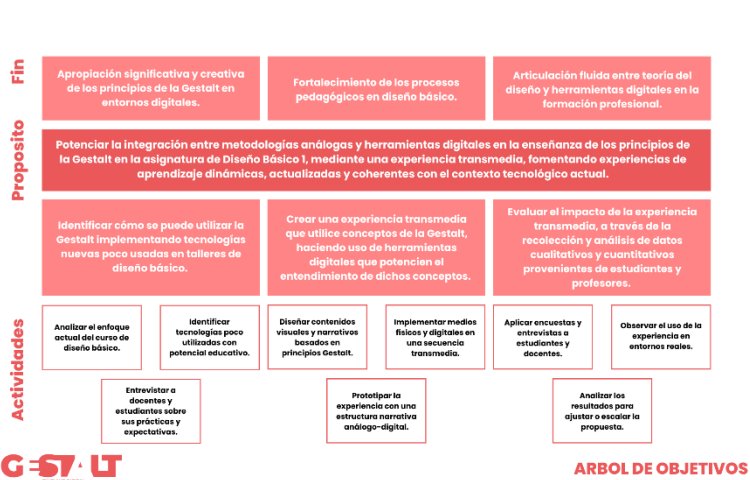 Fin
Apropiación significativa y creativa
de los principios de la Gestalt en
entornos digitales.
Fortalecimiento de los procesos
pedagógicos en diseño básico.
Articulación fluida entre teoría del
diseño y herramientas digitales en la
formación profesional.
Proposito
Potenciar la integración entre metodologías análogas y herramientas digitales en la enseñanza de los principios de
la Gestalt en la asignatura de Diseño Básico 1, mediante una experiencia transmedia, fomentando experiencias de
aprendizaje dinámicas, actualizadas y coherentes con el contexto tecnológico actual.
Identificar cómo se puede utilizar la
Gestalt implementando tecnologías
nuevas poco usadas en talleres de
diseño básico.
Crear una experiencia transmedia
que utilice conceptos de la Gestalt,
haciendo uso de herramientas
digitales que potencien el
entendimiento de dichos conceptos.
Evaluar el impacto de la experiencia
transmedia, a través de la
recolección y análisis de datos
cualitativos y cuantitativos
provenientes de estudiantes y
profesores.
Actividades
Analizar el enfoque
actual del curso de
diseño básico.
Identificar
tecnologías poco
utilizadas con
potencial educativo.
Diseñar contenidos
visuales y narrativos
basados en
principios Gestalt.
Implementar medios
físicos y digitales en
una secuencia
transmedia.
Aplicar encuestas y
entrevistas a
estudiantes y
docentes.
Observar el uso de la
experiencia en
entornos reales.
Entrevistar a
docentes y
estudiantes sobre
sus prácticas y
expectativas.
Prototipar la
experiencia con una
estructura narrativa
análogo-digital.
Analizar los
resultados para
ajustar o escalar la
propuesta.
GESTALT
ARBOL DE OBJETIVOS